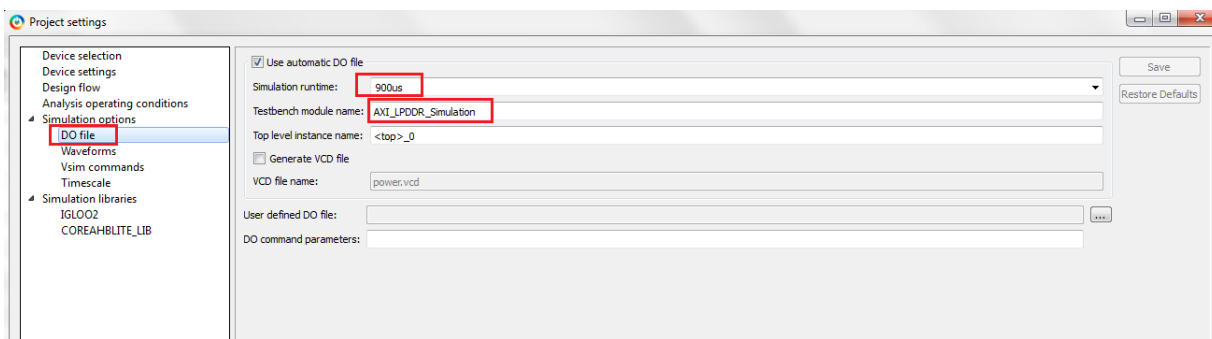 Project settings
Device selection
Device settings
Design flow
Analysis operating conditions
Simulation options
DO file
Waveforms
Vsim commands
Timescale
Simulation libraries
IGLOO2
COREAHBLITE_LIB
Use automatic DO file
Simulation runtime: 900us
Testbench module name: AXI_LPDDR_Simulation
Top level instance name: <top>_0
Generate VCD file
VCD file name: power.vcd
User defined DO file: ...
DO command parameters:
Save
Restore Defaults